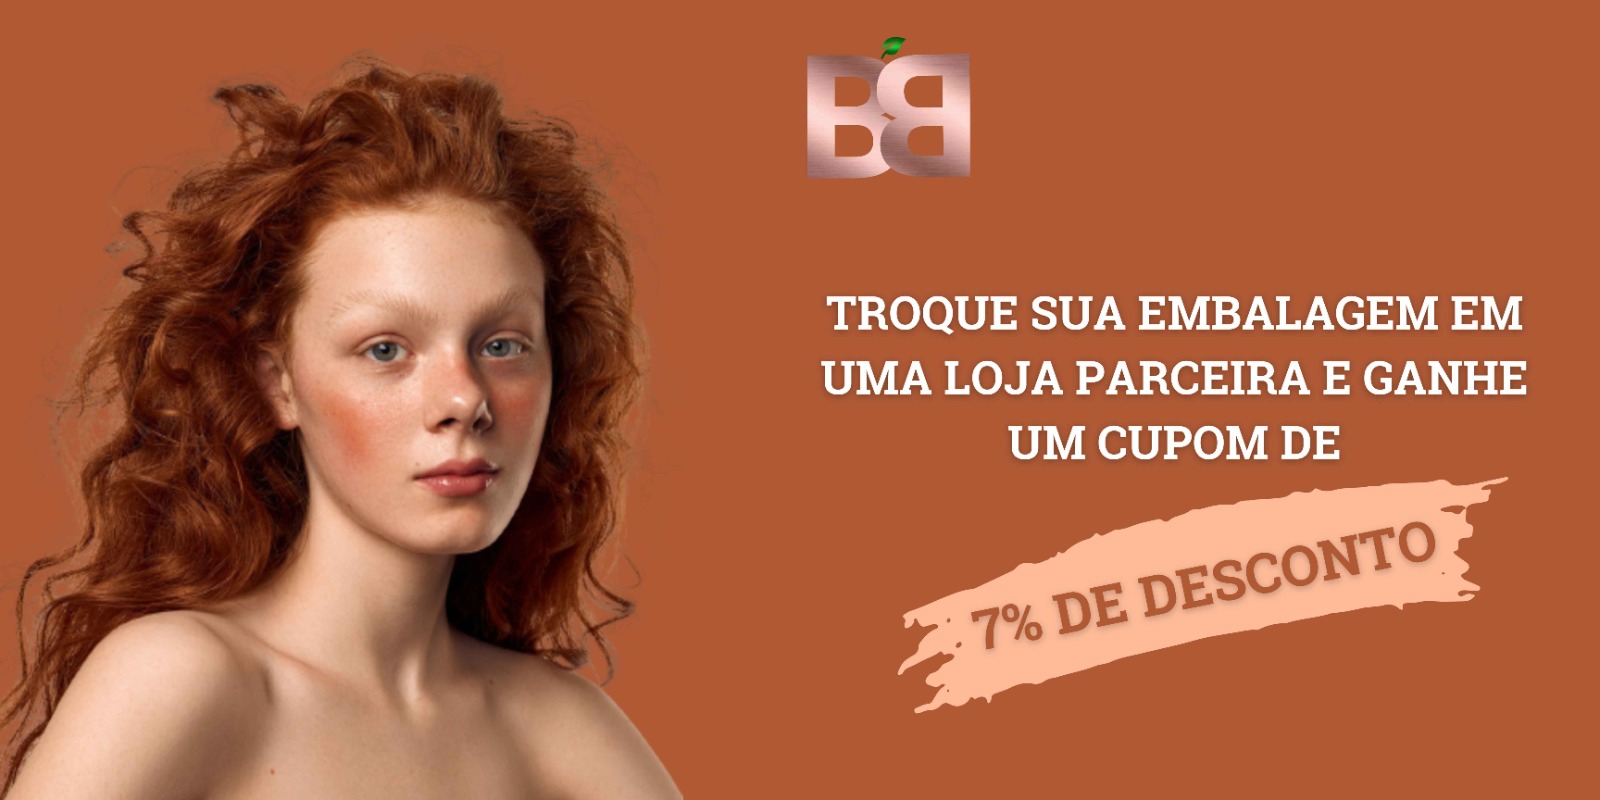 BB
TROQUE SUA EMBALAGEM EM
UMA LOJA PARCEIRA E GANHE
UM CUPOM DE
7% DE DESCONTO